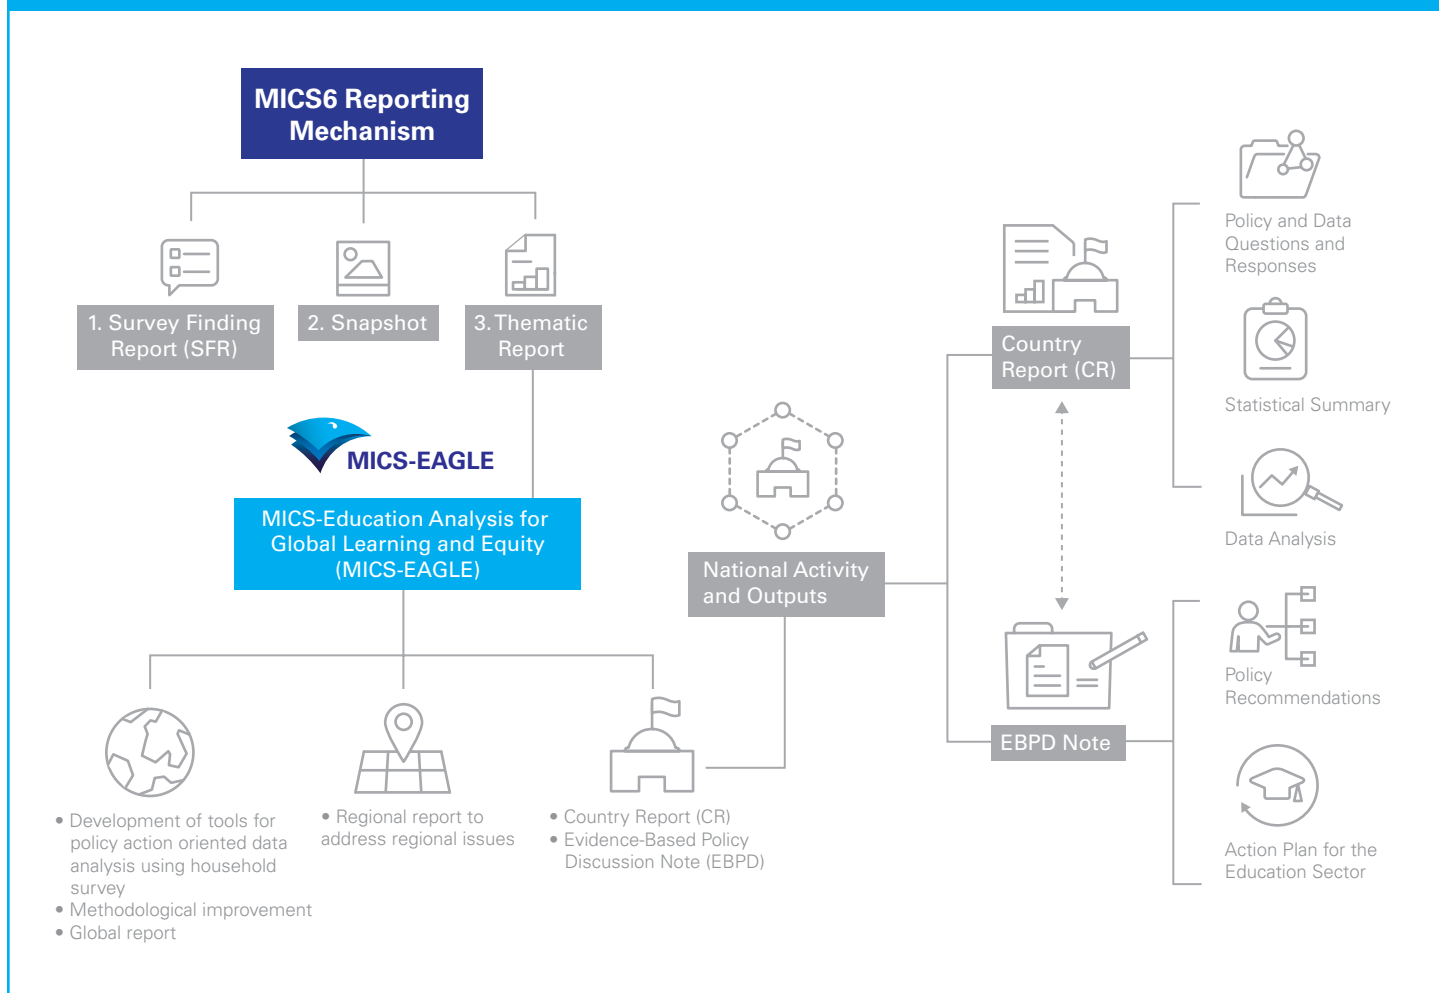 MICS6 Reporting
Mechanism
1. Survey Finding
Report (SFR)
2. Snapshot
3. Thematic
Report
MICS-EAGLE
MICS-Education Analysis for
Global Learning and Equity
(MICS-EAGLE)
• Development of tools for
policy action oriented data
analysis using household
survey
• Methodological improvement
• Global report
• Regional report to
address regional issues
• Country Report (CR)
• Evidence-Based Policy
Discussion Note (EBPD)
National Activity
and Outputs
Country
Report (CR)
EBPD Note
Policy and Data
Questions and
Responses
Statistical Summary
Data Analysis
Policy
Recommendations
Action Plan for the
Education Sector